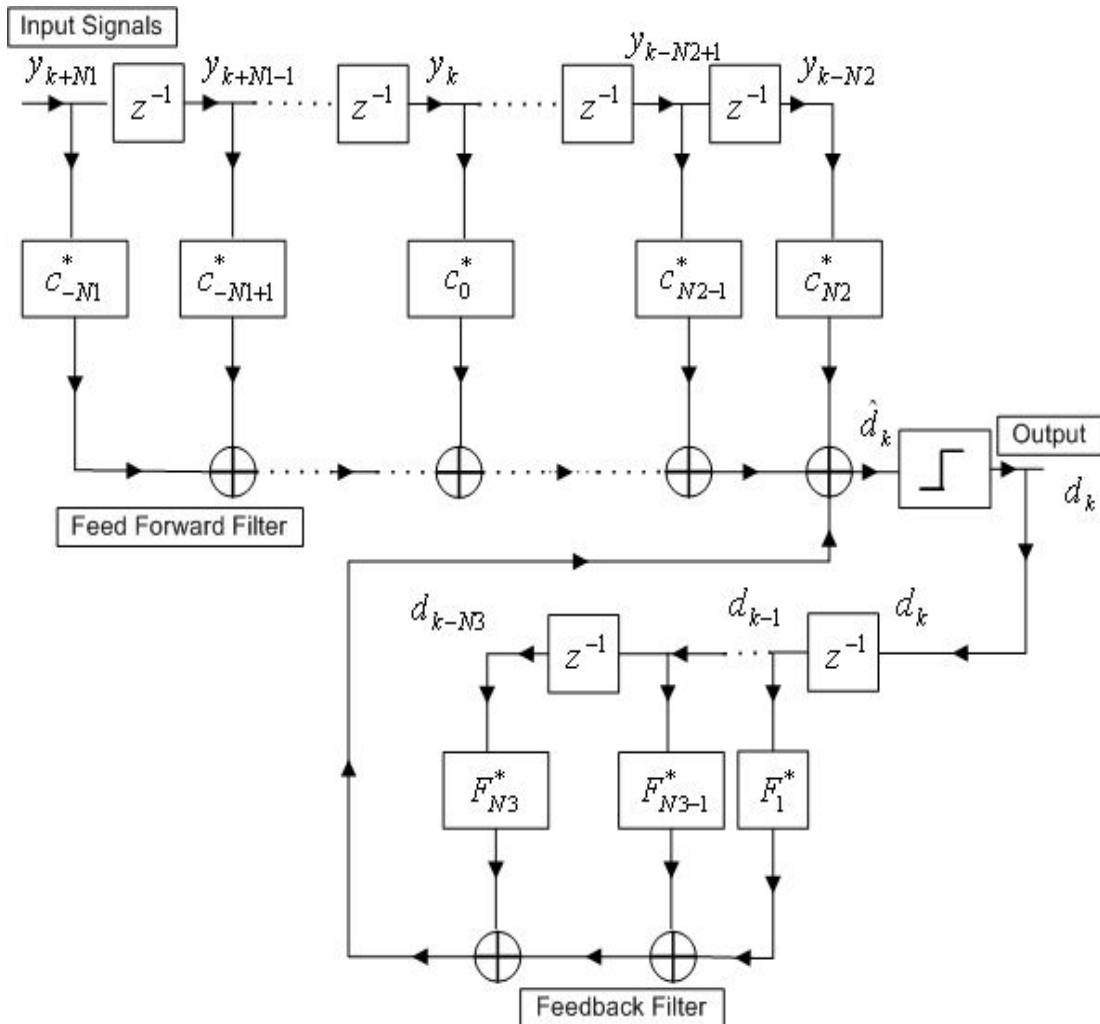 Input Signals
y_{k+N1} y_{k+N1-1} y_k y_{k-N2+1} y_{k-N2}
z^{-1} z^{-1} z^{-1} z^{-1}
c^*_{-N1} c^*_{-N1+1} c^*_0 c^*_{N2-1} c^*_{N2}
\hat{d}_k Output
d_k
Feed Forward Filter
d_{k-N3} d_{k-1} d_k
z^{-1} z^{-1}
F^*_{N3} F^*_{N3-1} F^*_1
Feedback Filter